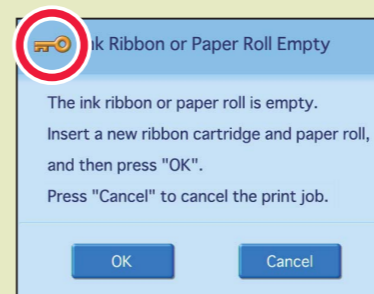 Ink Ribbon or Paper Roll Empty
The ink ribbon or paper roll is empty.
Insert a new ribbon cartridge and paper roll,
and then press "OK".
Press "Cancel" to cancel the print job.
OK
Cancel